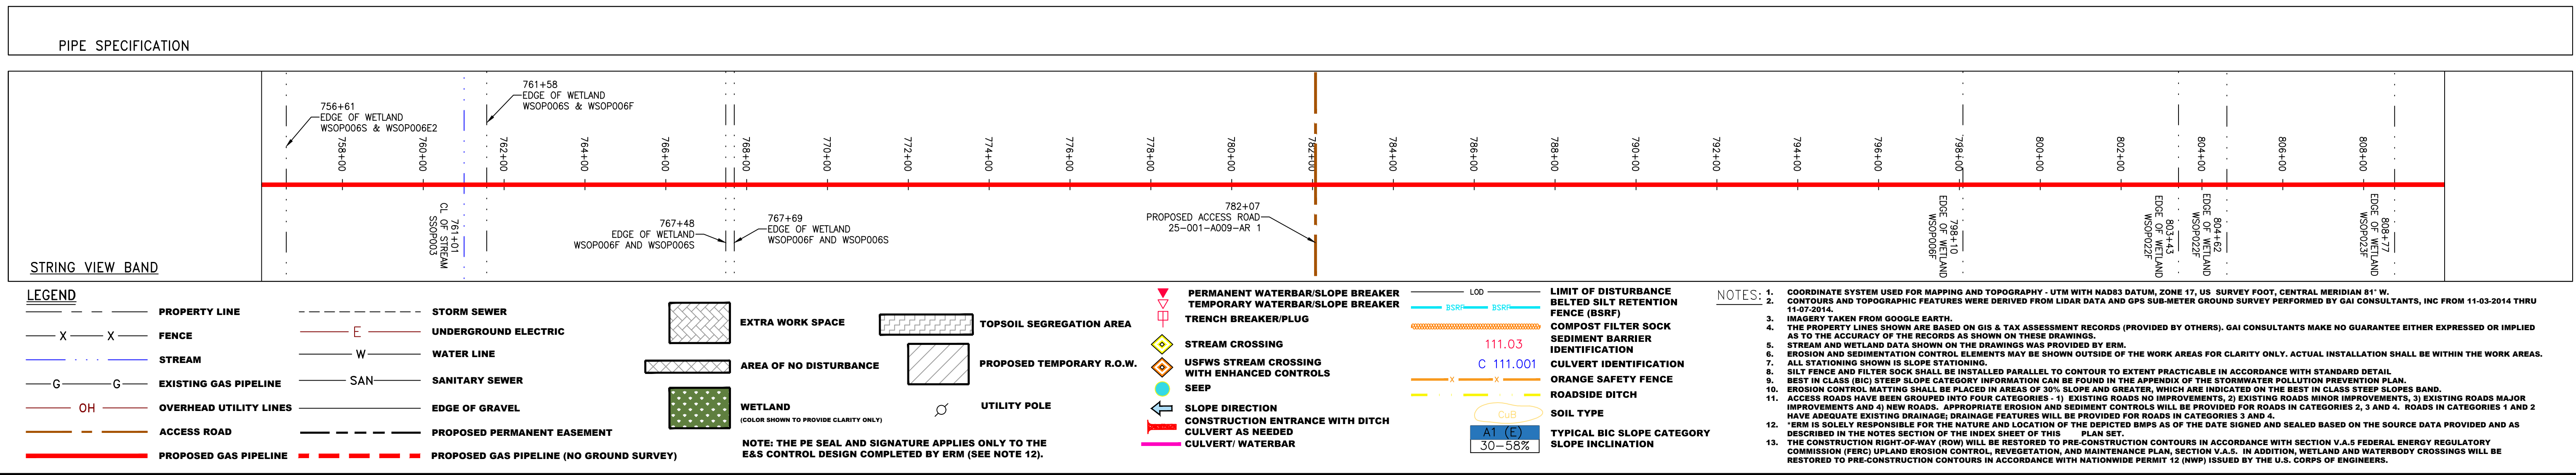 PIPE SPECIFICATION
STRING VIEW BAND
756+61
EDGE OF WETLAND
WSOP006S & WSOP006E2
761+58
EDGE OF WETLAND
WSOP006S & WSOP006F
758+00
760+00
762+00
764+00
766+00
768+00
770+00
772+00
774+00
776+00
778+00
780+00
782+00
784+00
786+00
788+00
790+00
792+00
794+00
796+00
798+00
800+00
802+00
804+00
806+00
808+00
761+01
CL OF STREAM
SSOP003
767+48
EDGE OF WETLAND
WSOP006F AND WSOP006S
767+69
EDGE OF WETLAND
WSOP006F AND WSOP006S
782+07
PROPOSED ACCESS ROAD
25-001-A009-AR 1
798+10
EDGE OF WETLAND
WSOP006F
803+43
EDGE OF WETLAND
WSOP022F
804+62
EDGE OF WETLAND
WSOP022F
808+77
EDGE OF WETLAND
WSOP023F
LEGEND
PROPERTY LINE
X X FENCE
STREAM
G G EXISTING GAS PIPELINE
OH OVERHEAD UTILITY LINES
ACCESS ROAD
PROPOSED GAS PIPELINE
STORM SEWER
E UNDERGROUND ELECTRIC
W WATER LINE
SAN SANITARY SEWER
EDGE OF GRAVEL
PROPOSED PERMANENT EASEMENT
PROPOSED GAS PIPELINE (NO GROUND SURVEY)
EXTRA WORK SPACE
AREA OF NO DISTURBANCE
WETLAND
(COLOR SHOWN TO PROVIDE CLARITY ONLY)
TOPSOIL SEGREGATION AREA
PROPOSED TEMPORARY R.O.W.
UTILITY POLE
NOTE: THE PE SEAL AND SIGNATURE APPLIES ONLY TO THE
E&S CONTROL DESIGN COMPLETED BY ERM (SEE NOTE 12).
PERMANENT WATERBAR/SLOPE BREAKER
TEMPORARY WATERBAR/SLOPE BREAKER
TRENCH BREAKER/PLUG
STREAM CROSSING
USFWS STREAM CROSSING
WITH ENHANCED CONTROLS
SEEP
SLOPE DIRECTION
CONSTRUCTION ENTRANCE WITH DITCH
CULVERT AS NEEDED
CULVERT/ WATERBAR
LOD LIMIT OF DISTURBANCE
BSRF BSRF BELTED SILT RETENTION
FENCE (BSRF)
COMPOST FILTER SOCK
111.03 SEDIMENT BARRIER
IDENTIFICATION
C 111.001 CULVERT IDENTIFICATION
X X ORANGE SAFETY FENCE
ROADSIDE DITCH
CuB SOIL TYPE
A1 (E) TYPICAL BIC SLOPE CATEGORY
30-58% SLOPE INCLINATION
NOTES: 1. COORDINATE SYSTEM USED FOR MAPPING AND TOPOGRAPHY - UTM WITH NAD83 DATUM, ZONE 17, US SURVEY FOOT, CENTRAL MERIDIAN 81° W.
2. CONTOURS AND TOPOGRAPHIC FEATURES WERE DERIVED FROM LIDAR DATA AND GPS SUB-METER GROUND SURVEY PERFORMED BY GAI CONSULTANTS, INC FROM 11-03-2014 THRU
11-07-2014.
3. IMAGERY TAKEN FROM GOOGLE EARTH.
4. THE PROPERTY LINES SHOWN ARE BASED ON GIS & TAX ASSESSMENT RECORDS (PROVIDED BY OTHERS). GAI CONSULTANTS MAKE NO GUARANTEE EITHER EXPRESSED OR IMPLIED
AS TO THE ACCURACY OF THE RECORDS AS SHOWN ON THESE DRAWINGS.
5. STREAM AND WETLAND DATA SHOWN ON THE DRAWINGS WAS PROVIDED BY ERM.
6. EROSION AND SEDIMENTATION CONTROL ELEMENTS MAY BE SHOWN OUTSIDE OF THE WORK AREAS FOR CLARITY ONLY. ACTUAL INSTALLATION SHALL BE WITHIN THE WORK AREAS.
7. ALL STATIONING SHOWN IS SLOPE STATIONING.
8. SILT FENCE AND FILTER SOCK SHALL BE INSTALLED PARALLEL TO CONTOUR TO EXTENT PRACTICABLE IN ACCORDANCE WITH STANDARD DETAIL
9. BEST IN CLASS (BIC) STEEP SLOPE CATEGORY INFORMATION CAN BE FOUND IN THE APPENDIX OF THE STORMWATER POLLUTION PREVENTION PLAN.
10. EROSION CONTROL MATTING SHALL BE PLACED IN AREAS OF 30% SLOPE AND GREATER, WHICH ARE INDICATED ON THE BEST IN CLASS STEEP SLOPES BAND.
11. ACCESS ROADS HAVE BEEN GROUPED INTO FOUR CATEGORIES - 1) EXISTING ROADS NO IMPROVEMENTS, 2) EXISTING ROADS MINOR IMPROVEMENTS, 3) EXISTING ROADS MAJOR
IMPROVEMENTS AND 4) NEW ROADS. APPROPRIATE EROSION AND SEDIMENT CONTROLS WILL BE PROVIDED FOR ROADS IN CATEGORIES 2, 3 AND 4. ROADS IN CATEGORIES 1 AND 2
HAVE ADEQUATE EXISTING DRAINAGE; DRAINAGE FEATURES WILL BE PROVIDED FOR ROADS IN CATEGORIES 3 AND 4.
12. *ERM IS SOLELY RESPONSIBLE FOR THE NATURE AND LOCATION OF THE DEPICTED BMPS AS OF THE DATE SIGNED AND SEALED BASED ON THE SOURCE DATA PROVIDED AND AS
DESCRIBED IN THE NOTES SECTION OF THE INDEX SHEET OF THIS PLAN SET.
13. THE CONSTRUCTION RIGHT-OF-WAY (ROW) WILL BE RESTORED TO PRE-CONSTRUCTION CONTOURS IN ACCORDANCE WITH SECTION V.A.5 FEDERAL ENERGY REGULATORY
COMMISSION (FERC) UPLAND EROSION CONTROL, REVEGETATION, AND MAINTENANCE PLAN, SECTION V.A.5. IN ADDITION, WETLAND AND WATERBODY CROSSINGS WILL BE
RESTORED TO PRE-CONSTRUCTION CONTOURS IN ACCORDANCE WITH NATIONWIDE PERMIT 12 (NWP) ISSUED BY THE U.S. CORPS OF ENGINEERS.